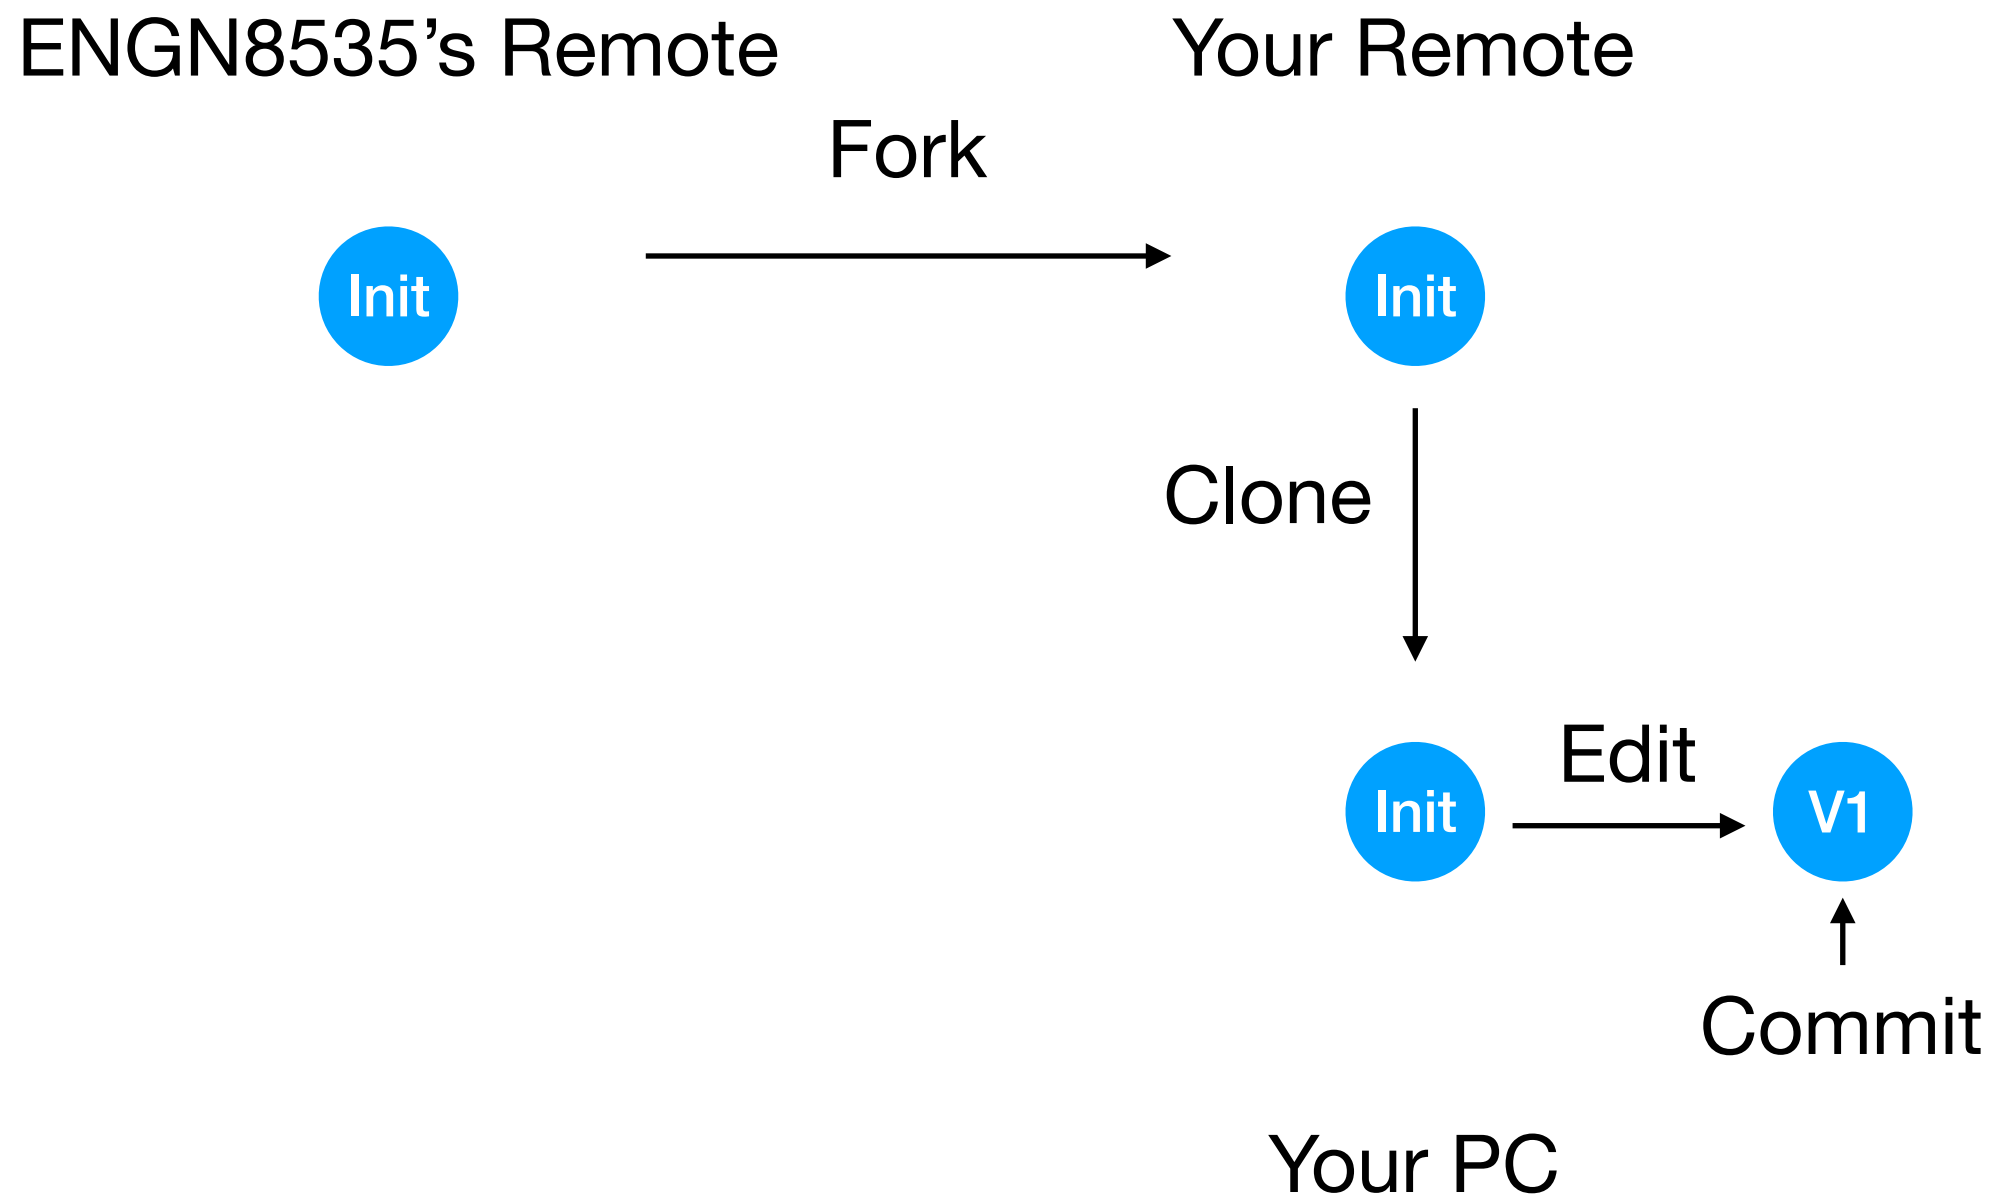 ENGN8535’s Remote
Your Remote
Fork
Init
Init
Clone
Edit
Init
V1
Commit
Your PC